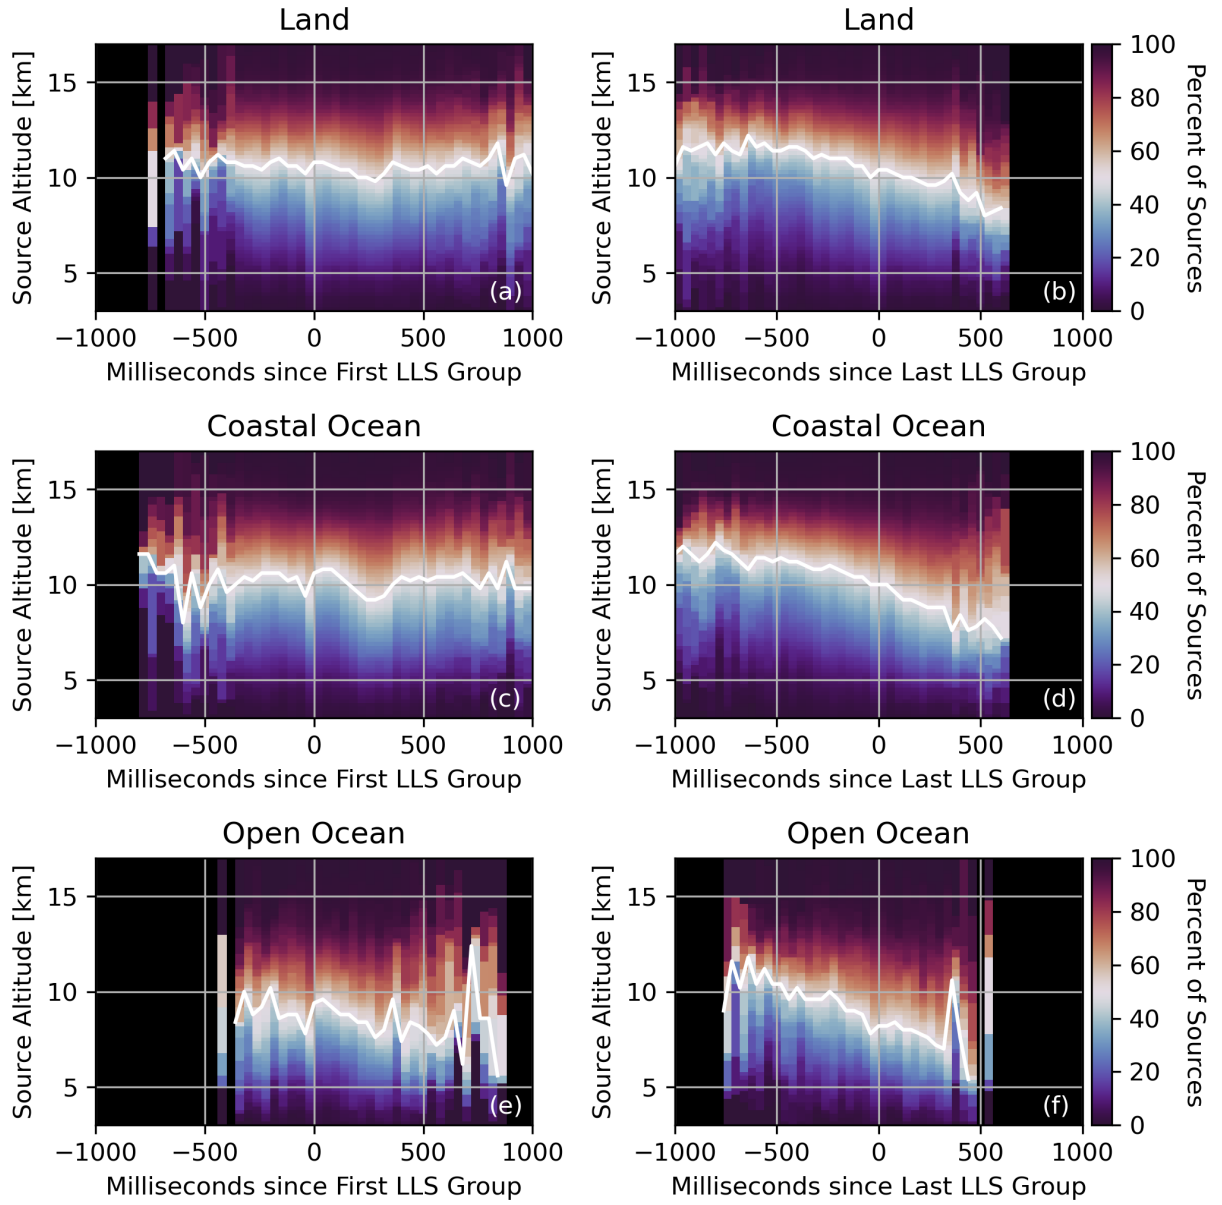 Land
Land
Source Altitude [km]
15
10
5
(a)
−1000 −500 0 500 1000
Milliseconds since First LLS Group
Source Altitude [km]
15
10
5
(b)
−1000 −500 0 500 1000
Milliseconds since Last LLS Group
100
80
60
40
20
0
Percent of Sources
Coastal Ocean
Coastal Ocean
Source Altitude [km]
15
10
5
(c)
−1000 −500 0 500 1000
Milliseconds since First LLS Group
Source Altitude [km]
15
10
5
(d)
−1000 −500 0 500 1000
Milliseconds since Last LLS Group
100
80
60
40
20
0
Percent of Sources
Open Ocean
Open Ocean
Source Altitude [km]
15
10
5
(e)
−1000 −500 0 500 1000
Milliseconds since First LLS Group
Source Altitude [km]
15
10
5
(f)
−1000 −500 0 500 1000
Milliseconds since Last LLS Group
100
80
60
40
20
0
Percent of Sources